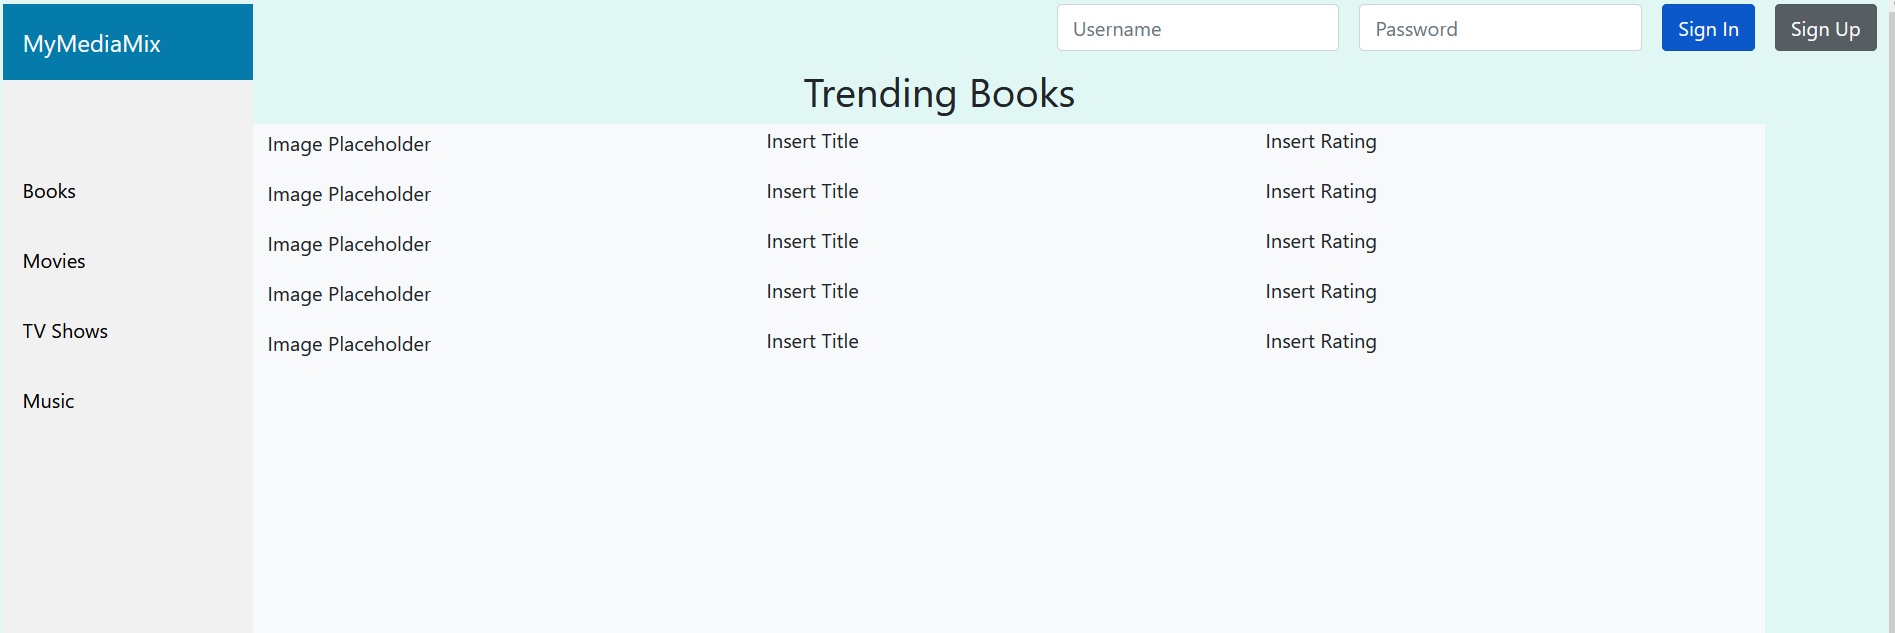 MyMediaMix
Username Password Sign In Sign Up
Trending Books
Image Placeholder Insert Title Insert Rating
Books
Image Placeholder Insert Title Insert Rating
Movies
Image Placeholder Insert Title Insert Rating
TV Shows
Image Placeholder Insert Title Insert Rating
Music
Image Placeholder Insert Title Insert Rating